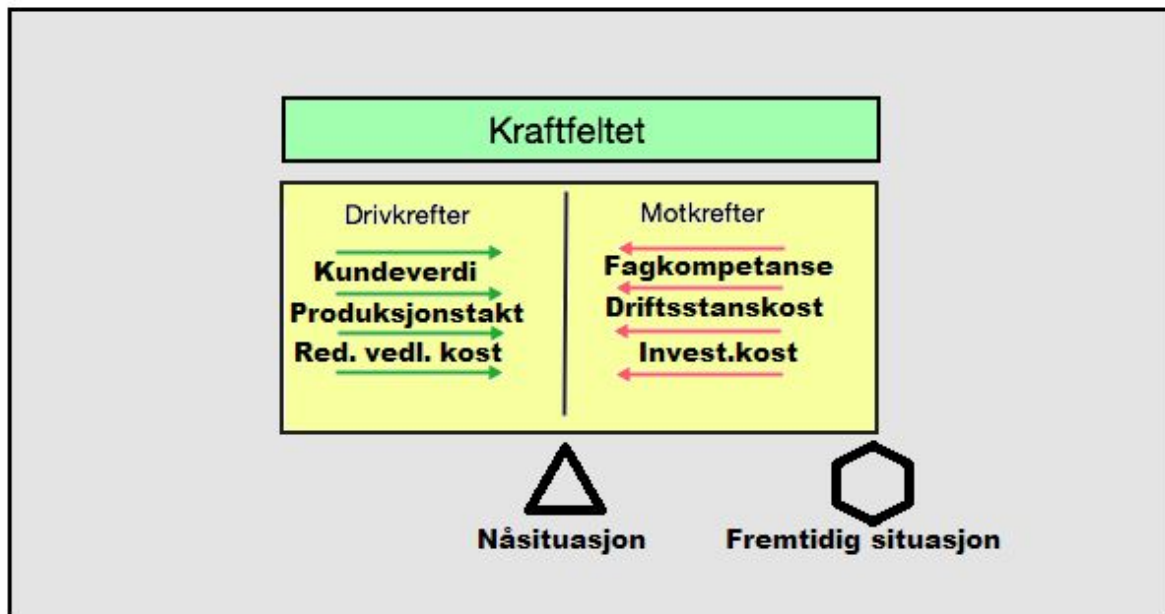 Kraftfeltet
Drivkrefter
Kundeverdi
Produksjonstakt
Red. vedl. kost
Motkrefter
Fagkompetanse
Driftsstanskost
Invest.kost
Nåsituasjon
Fremtidig situasjon